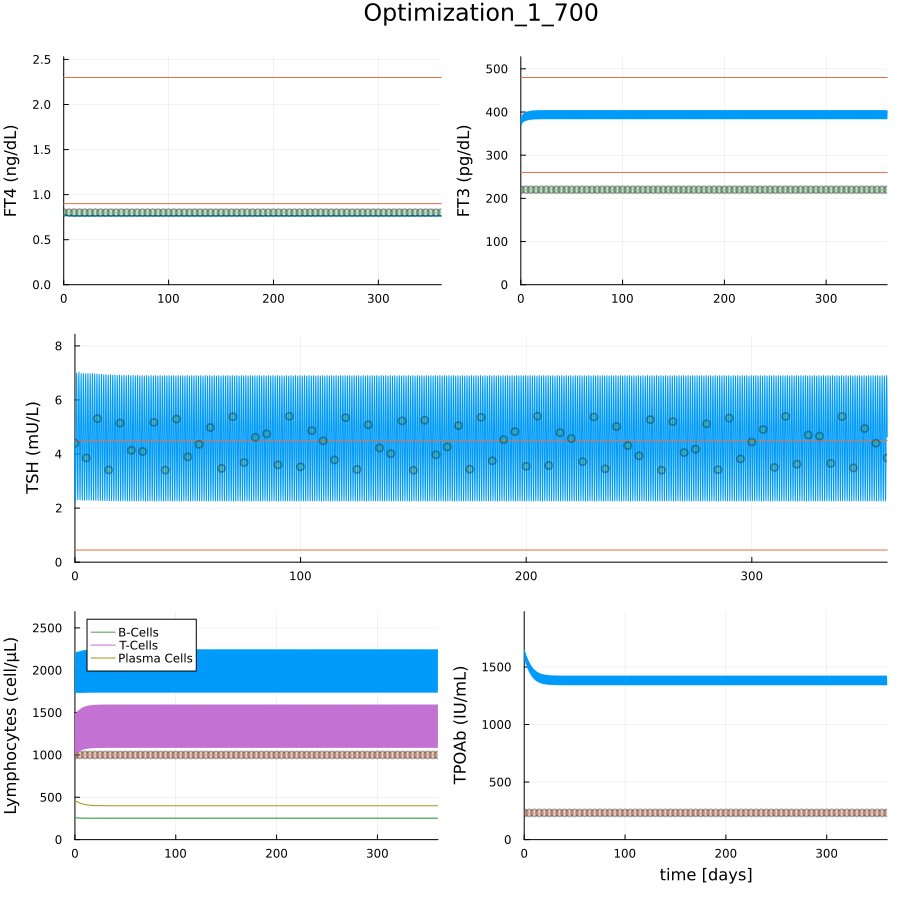 Optimization_1_700
FT4 (ng/dL)
2.5
2.0
1.5
1.0
0.5
0.0
0 100 200 300
FT3 (pg/dL)
500
400
300
200
100
0
0 100 200 300
TSH (mU/L)
8
6
4
2
0
0 100 200 300
Lymphocytes (cell/μL)
2500
2000
1500
1000
500
0
B-Cells
T-Cells
Plasma Cells
0 100 200 300
TPOAb (IU/mL)
1500
1000
500
0
0 100 200 300
time [days]